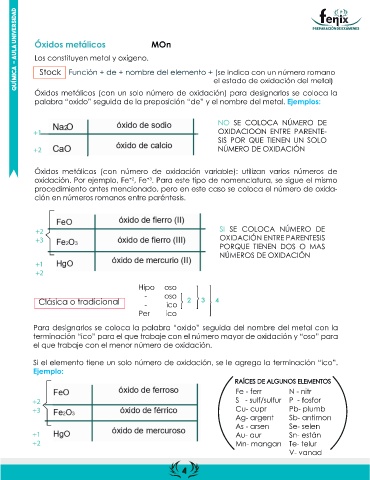 QUÍMICA - AULA UNIVERSIDAD
fenix
PREPARACIÓN DE EXÁMENES
Óxidos metálicos MOn
Los constituyen metal y oxígeno.
Stock Función + de + nombre del elemento + (se indica con un número romano
el estado de oxidación del metal)
Óxidos metálicos (con un solo número de oxidación) para designarlos se coloca la
palabra “oxido” seguida de la preposición “de” y el nombre del metal. Ejemplos:
+1 Na2O óxido de sodio
+2 CaO óxido de calcio
NO SE COLOCA NÚMERO DE
OXIDACIOON ENTRE PARENTE-
SIS POR QUE TIENEN UN SOLO
NÚMERO DE OXIDACIÓN
Óxidos metálicos (con número de oxidación variable): utilizan varios números de
oxidación. Por ejemplo, Fe+2, Fe+3. Para este tipo de nomenclatura, se sigue el mismo
procedimiento antes mencionado, pero en este caso se coloca el número de oxida-
ción en números romanos entre paréntesis.
FeO óxido de fierro (II)
+2
+3 Fe2O3 óxido de fierro (III)
+1 HgO óxido de mercurio (II)
+2
SI SE COLOCA NÚMERO DE
OXIDACIÓN ENTRE PARENTESIS
PORQUE TIENEN DOS O MAS
NÚMEROS DE OXIDACIÓN
Clásica o tradicional
Hipo oso
- oso
- ico
Per ico
2 3 4
Para designarlos se coloca la palabra “oxido” seguida del nombre del metal con la
terminación “ico” para el que trabaje con el número mayor de oxidación y “oso” para
el que trabaje con el menor número de oxidación.
Si el elemento tiene un solo número de oxidación, se le agrega la terminación “ico”.
Ejemplo:
FeO óxido de ferroso
+2
+3 Fe2O3 óxido de férrico
+1 HgO óxido de mercuroso
+2
RAÍCES DE ALGUNOS ELEMENTOS
Fe - ferr N - nitr
S - sulf/sulfur P - fosfor
Cu- cupr Pb- plumb
Ag- argent Sb- antimon
As - arsen Se- selen
Au- aur Sn- están
Mn- mangan Te- telur
V- vanad
4